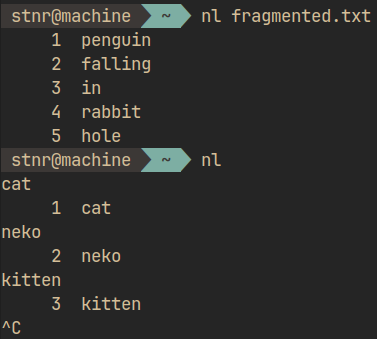 stnr@machine ~ nl fragmented.txt
1 penguin
2 falling
3 in
4 rabbit
5 hole
stnr@machine ~ nl
cat
1 cat
neko
2 neko
kitten
3 kitten
^C